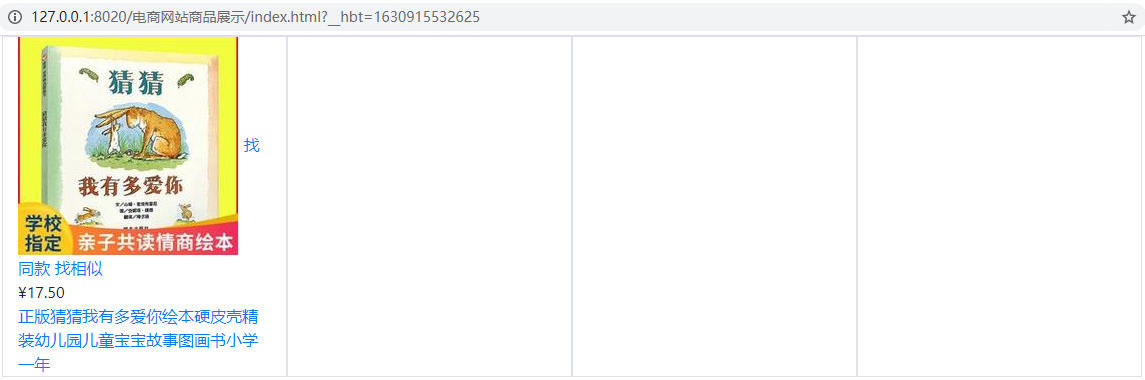 127.0.0.1:8020/电商网站商品展示/index.html?__hbt=1630915532625
猜猜
我有多爱你
学校
指定
亲子共读情商绘本
找
同款 找相似
¥17.50
正版猜猜我有多爱你绘本硬皮壳精
装幼儿园儿童宝宝故事图画书小学
一年